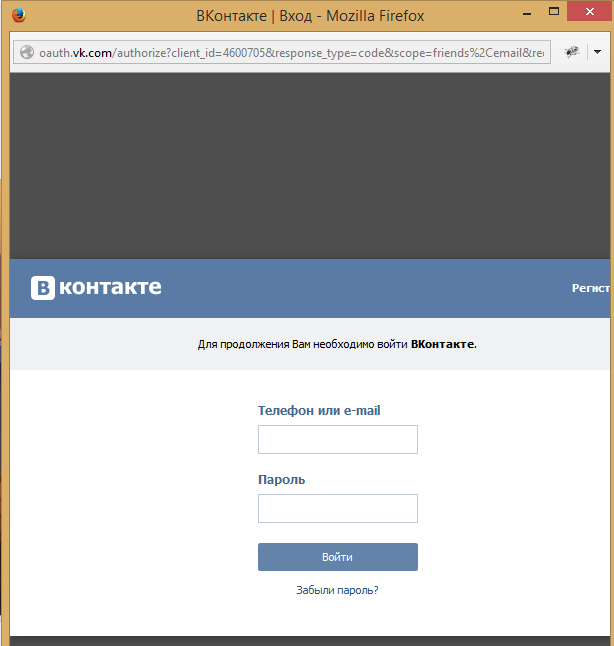 ВКонтакте | Вход - Mozilla Firefox
oauth.vk.com/authorize?client_id=4600705&response_type=code&scope=friends%2Cemail&re
В контакте
Регист
Для продолжения Вам необходимо войти ВКонтакте.
Телефон или e-mail
Пароль
Войти
Забыли пароль?